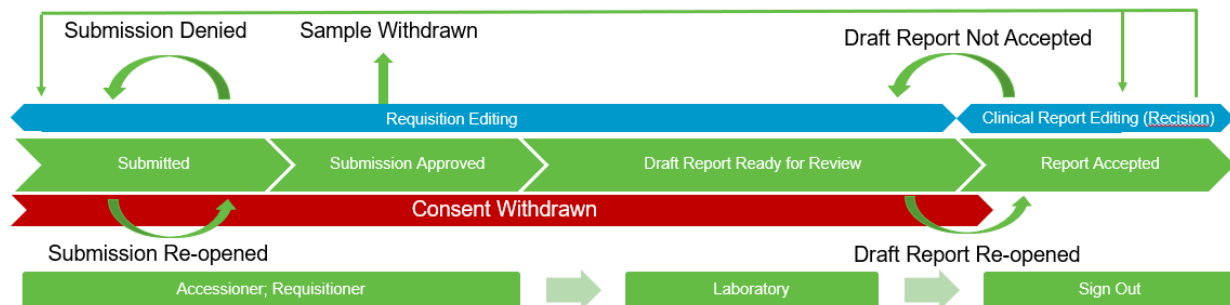 Submission Denied
Sample Withdrawn
Draft Report Not Accepted
Requisition Editing
Clinical Report Editing (Recision)
Submitted
Submission Approved
Draft Report Ready for Review
Report Accepted
Consent Withdrawn
Submission Re-opened
Draft Report Re-opened
Accessioner; Requisitioner
Laboratory
Sign Out